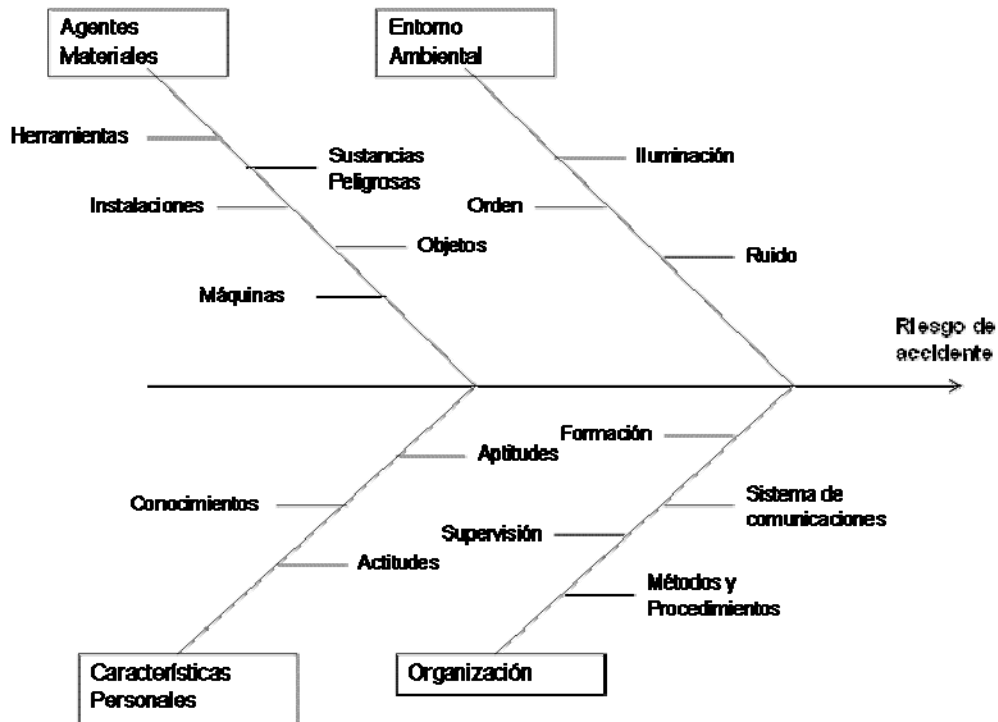 Agentes
Materiales
Entorno
Ambiental
Herramientas
Sustancias
Peligrosas
Iluminación
Instalaciones
Orden
Objetos
Ruido
Máquinas
Riesgo de
accidente
Formación
Aptitudes
Conocimientos
Sistema de
comunicaciones
Supervisión
Actitudes
Métodos y
Procedimientos
Características
Personales
Organización